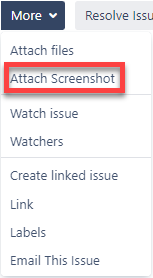 More Resolve Issu
Attach files
Attach Screenshot
Watch issue
Watchers
Create linked issue
Link
Labels
Email This Issue